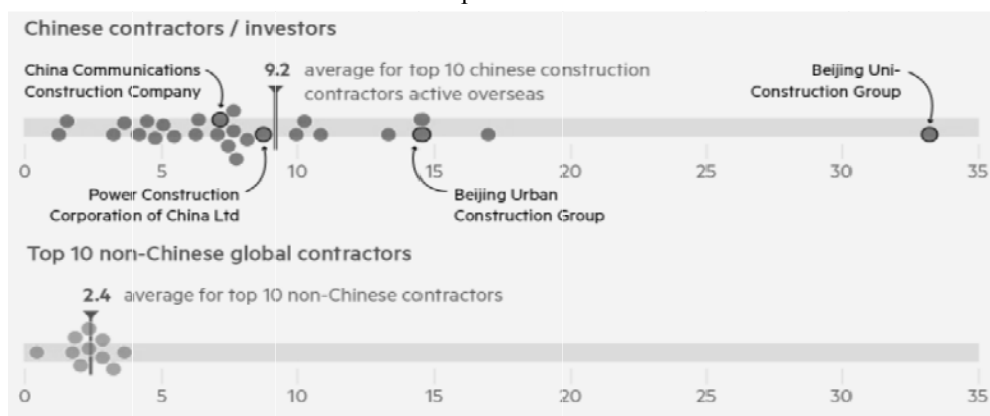 Chinese contractors / investors
China Communications
Construction Company
9.2 average for top 10 chinese construction
contractors active overseas
Beijing Uni-
Construction Group
0 5 10 15 20 25 30 35
Power Construction
Corporation of China Ltd
Beijing Urban
Construction Group
Top 10 non-Chinese global contractors
2.4 average for top 10 non-Chinese contractors
0 5 10 15 20 25 30 35